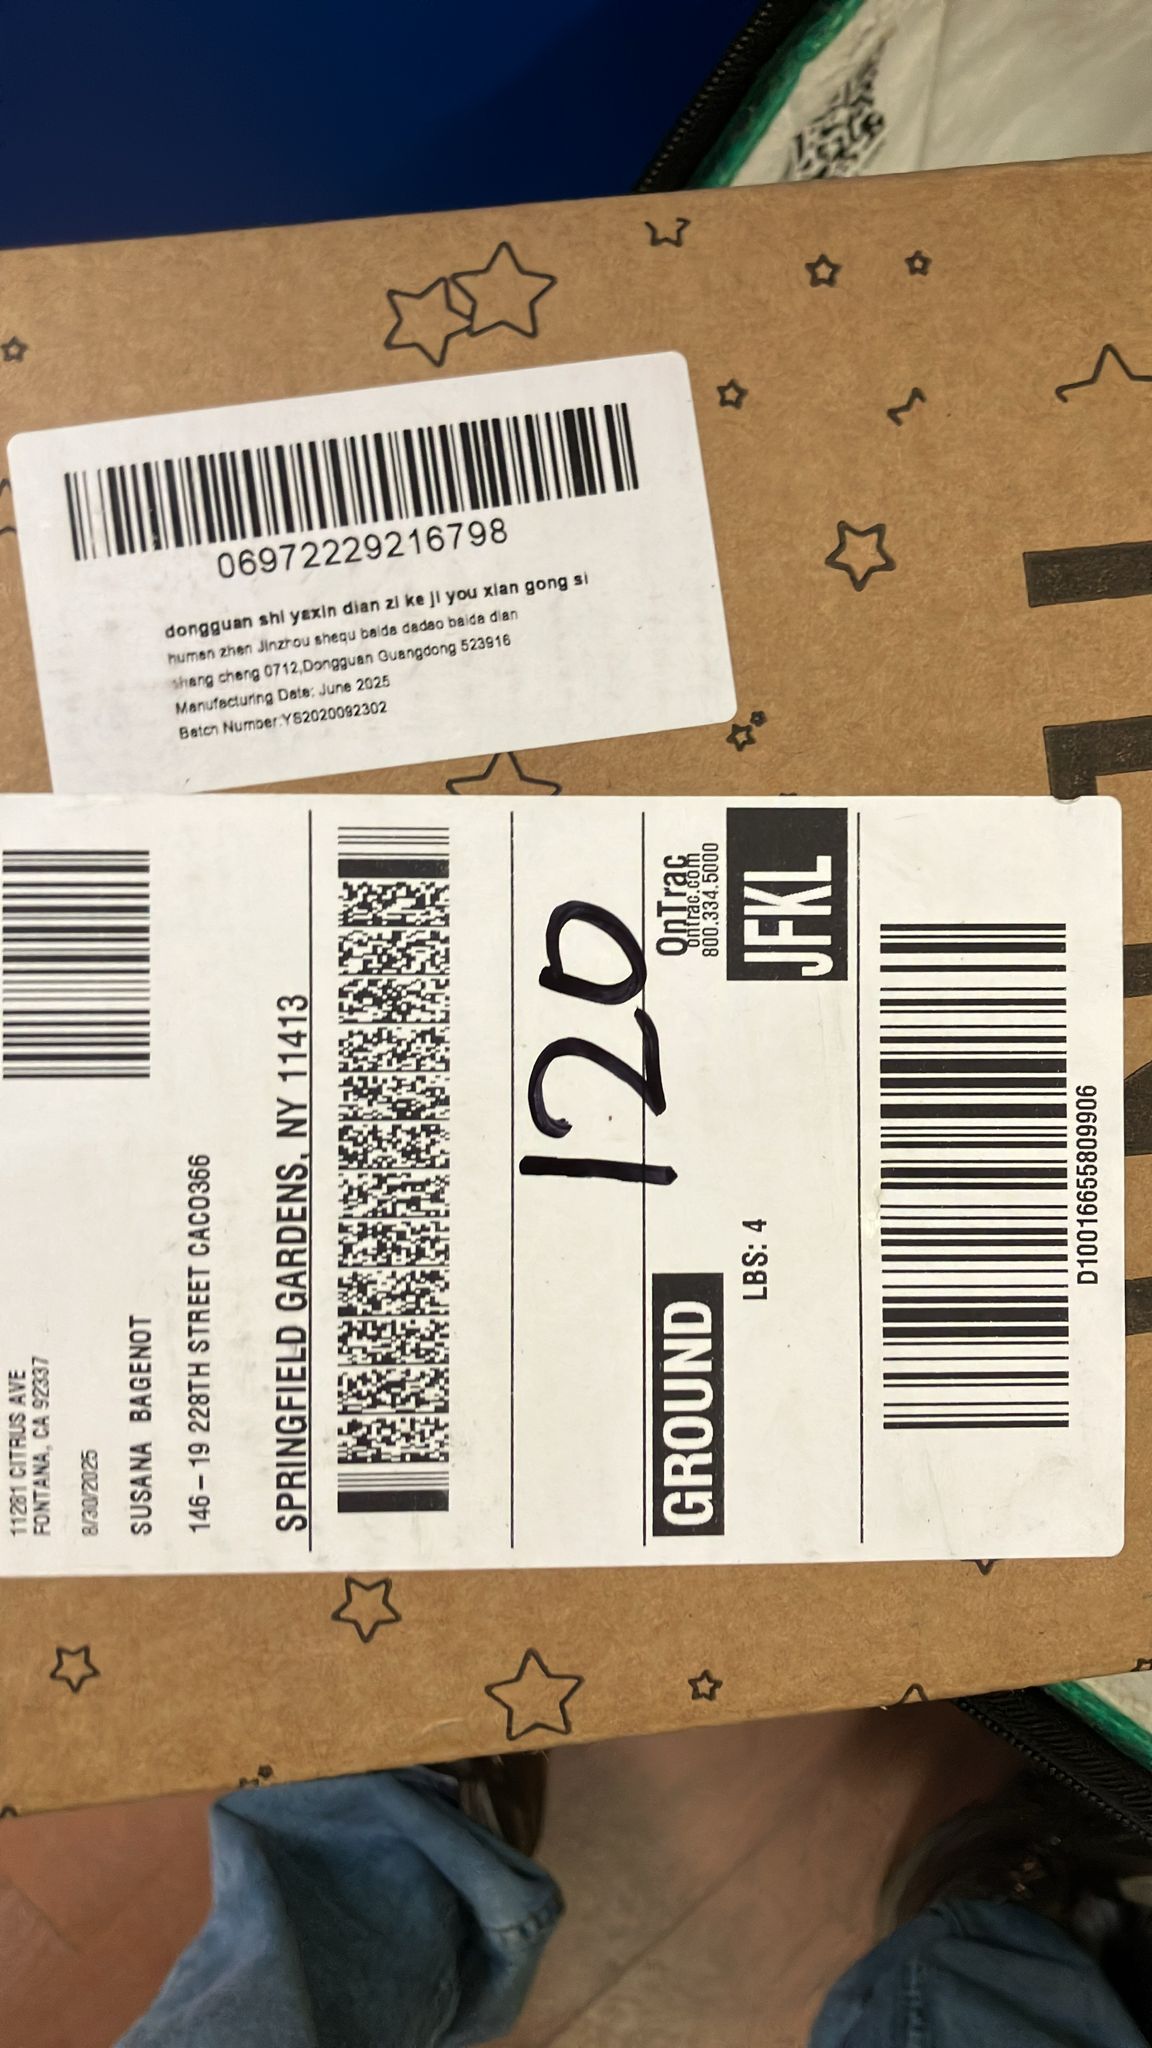 06972229216798
dongguan shi yaxin dian zi ke ji you xian gong si
human zhen Jinzhou shequ baida dadao baida dian
shang cheng 0712,Dongguan Guangdong 523916
Manufacturing Date: June 2025
Batch Number:YS2020092302
11281 CITRUS AVE
FONTANA, CA 92337
8/30/2025
SUSANA BAGENOT
146-19 228TH STREET CACO366
SPRINGFIELD GARDENS, NY 11413
120
OnTrac
ontrac.com
800.334.5000
GROUND
JFKL
LBS: 4
D10016655809906